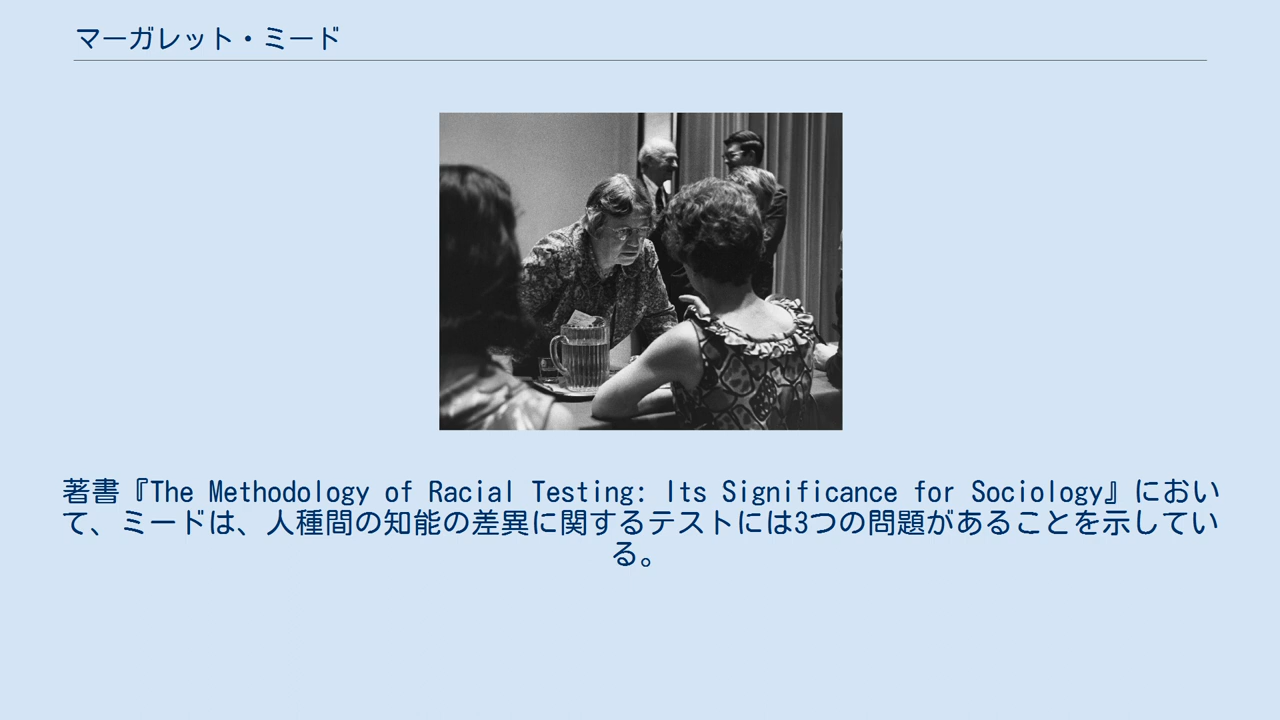 マーガレット・ミード
著書『The Methodology of Racial Testing: Its Significance for Sociology』におい
て、ミードは、人種間の知能の差異に関するテストには3つの問題があることを示してい
る。